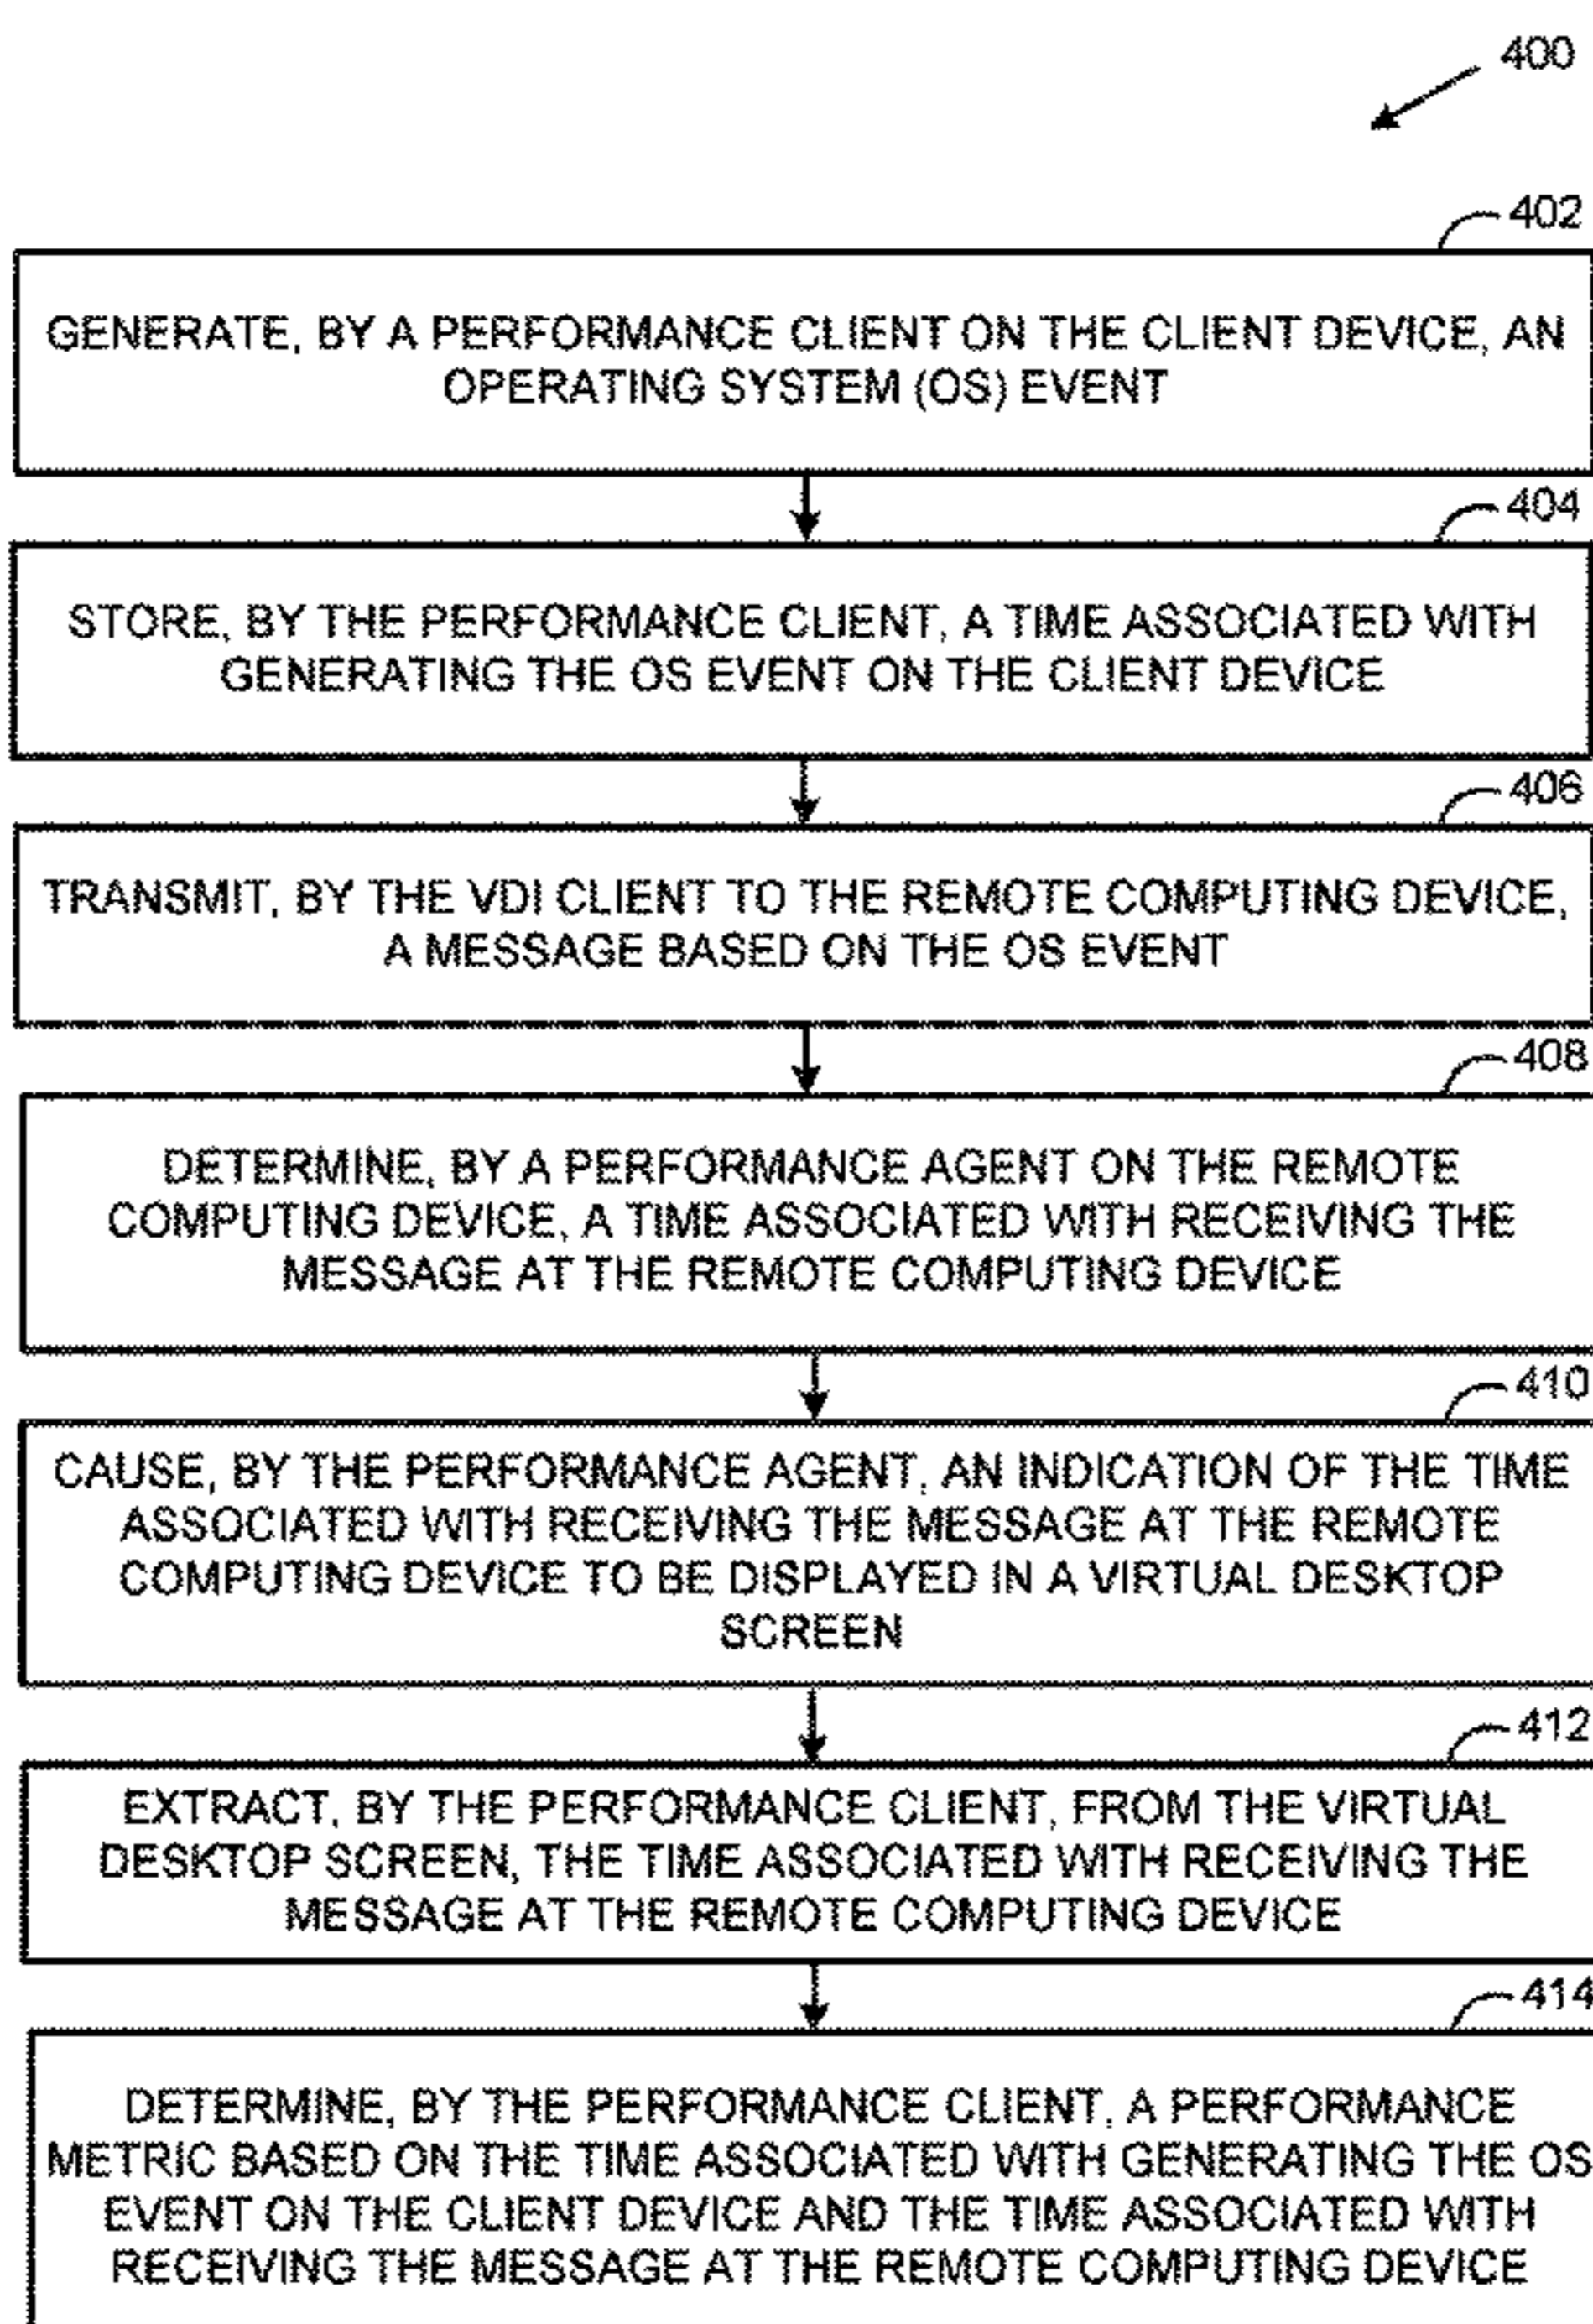 400
402
GENERATE, BY A PERFORMANCE CLIENT ON THE CLIENT DEVICE, AN
OPERATING SYSTEM (OS) EVENT
404
STORE, BY THE PERFORMANCE CLIENT, A TIME ASSOCIATED WITH
GENERATING THE OS EVENT ON THE CLIENT DEVICE
406
TRANSMIT, BY THE VDI CLIENT TO THE REMOTE COMPUTING DEVICE,
A MESSAGE BASED ON THE OS EVENT
408
DETERMINE, BY A PERFORMANCE AGENT ON THE REMOTE
COMPUTING DEVICE, A TIME ASSOCIATED WITH RECEIVING THE
MESSAGE AT THE REMOTE COMPUTING DEVICE
410
CAUSE, BY THE PERFORMANCE AGENT, AN INDICATION OF THE TIME
ASSOCIATED WITH RECEIVING THE MESSAGE AT THE REMOTE
COMPUTING DEVICE TO BE DISPLAYED IN A VIRTUAL DESKTOP
SCREEN
412
EXTRACT, BY THE PERFORMANCE CLIENT, FROM THE VIRTUAL
DESKTOP SCREEN, THE TIME ASSOCIATED WITH RECEIVING THE
MESSAGE AT THE REMOTE COMPUTING DEVICE
414
DETERMINE, BY THE PERFORMANCE CLIENT, A PERFORMANCE
METRIC BASED ON THE TIME ASSOCIATED WITH GENERATING THE OS
EVENT ON THE CLIENT DEVICE AND THE TIME ASSOCIATED WITH
RECEIVING THE MESSAGE AT THE REMOTE COMPUTING DEVICE